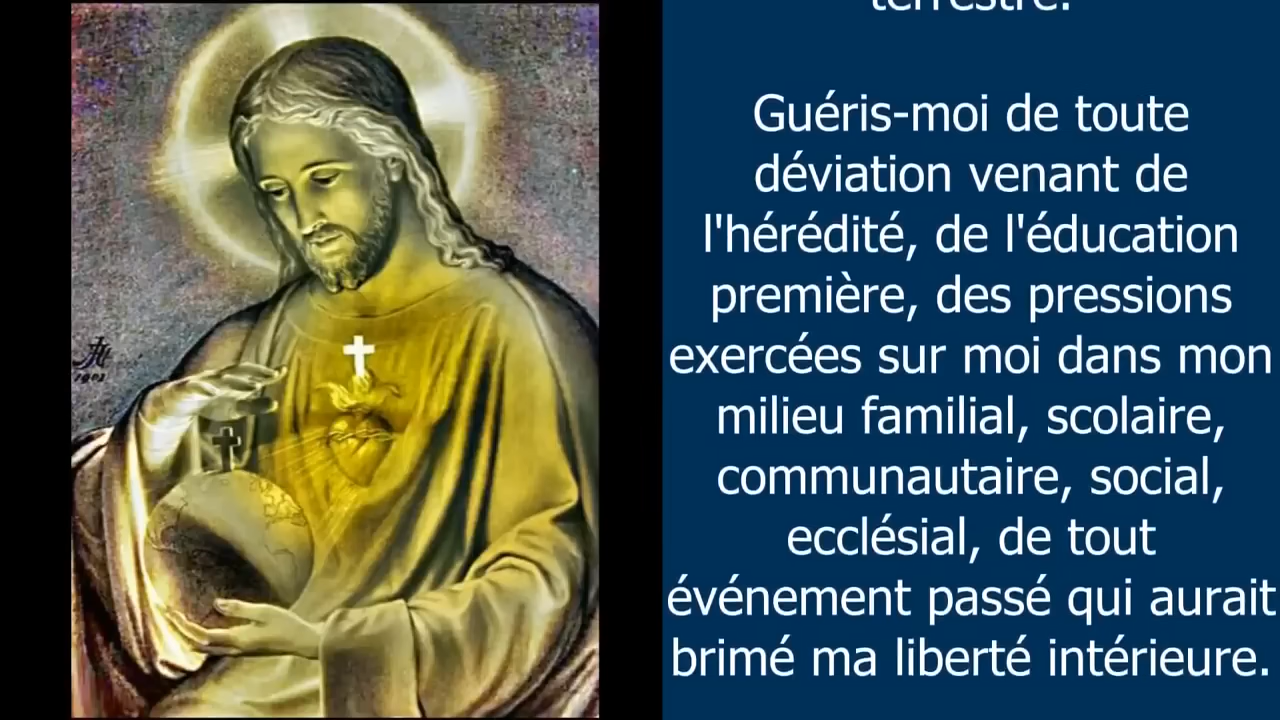 terrestre.
Guéris-moi de toute
déviation venant de
l'hérédité, de l'éducation
première, des pressions
exercées sur moi dans mon
milieu familial, scolaire,
communautaire, social,
ecclésial, de tout
événement passé qui aurait
brimé ma liberté intérieure.